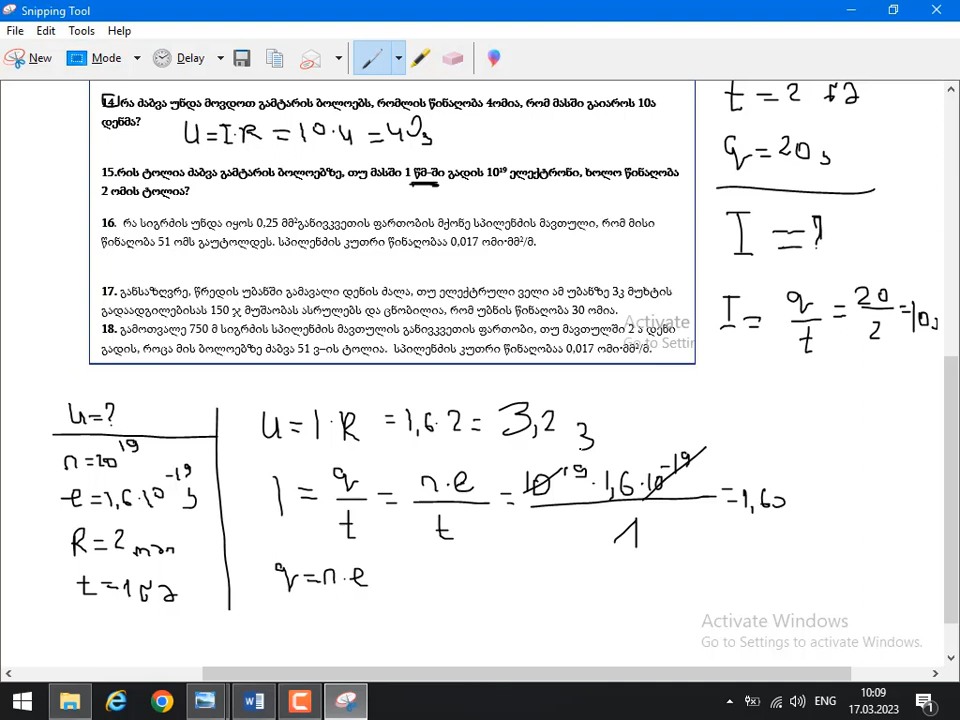 Snipping Tool
File Edit Tools Help
New Mode Delay
14.რა ძაბვა უნდა მოვდოთ გამტარის ბოლოებს, რომლის წინაღობა 4ომია, რომ მასში გაიაროს 10ა
დენმა?
U=I·R = 10·4 = 40ვ
15.რის ტოლია ძაბვა გამტარის ბოლოებზე, თუ მასში 1 წმ-ში გადის 10¹⁹ ელექტრონი, ხოლო წინაღობა
2 ომის ტოლია?
16. რა სიგრძის უნდა იყოს 0,25 მმ²განივკვეთის ფართობის მქონე სპილენძის მავთული, რომ მისი
წინაღობა 51 ომს გაუტოლდეს. სპილენძის კუთრი წინაღობაა 0,017 ომი·მმ²/მ.
17. განსაზღვრე, წრედის უბანში გამავალი დენის ძალა, თუ ელექტრული ველი ამ უბანზე 3კ მუხტის
გადაადგილებისას 150 ჯ მუშაობას ასრულებს და ცნობილია, რომ უბნის წინაღობა 30 ომია.
18. გამოთვალე 750 მ სიგრძის სპილენძის მავთულის განივკვეთის ფართობი, თუ მავთულში 2 ა დენი
გადის, როცა მის ბოლოებზე ძაბვა 51 ვ–ის ტოლია. სპილენძის კუთრი წინაღობაა 0,017 ომი·მმ²/მ.
Activate
Go to Settin
t = 2 წმ
q = 20 კ
I = ?
I = q/t = 20/2 = 10ა
U=?
e=1,6·10⁻¹⁹ კ
R=2 ომი
t=1წმ
U = I·R = 1,6·2 = 3,2 ვ
I = q/t = n·e/t = 10¹⁹·1,6·10⁻¹⁹/1 = 1,6ა
q=n·e
Activate Windows
Go to Settings to activate Windows.
ENG
10:09
17.03.2023
1